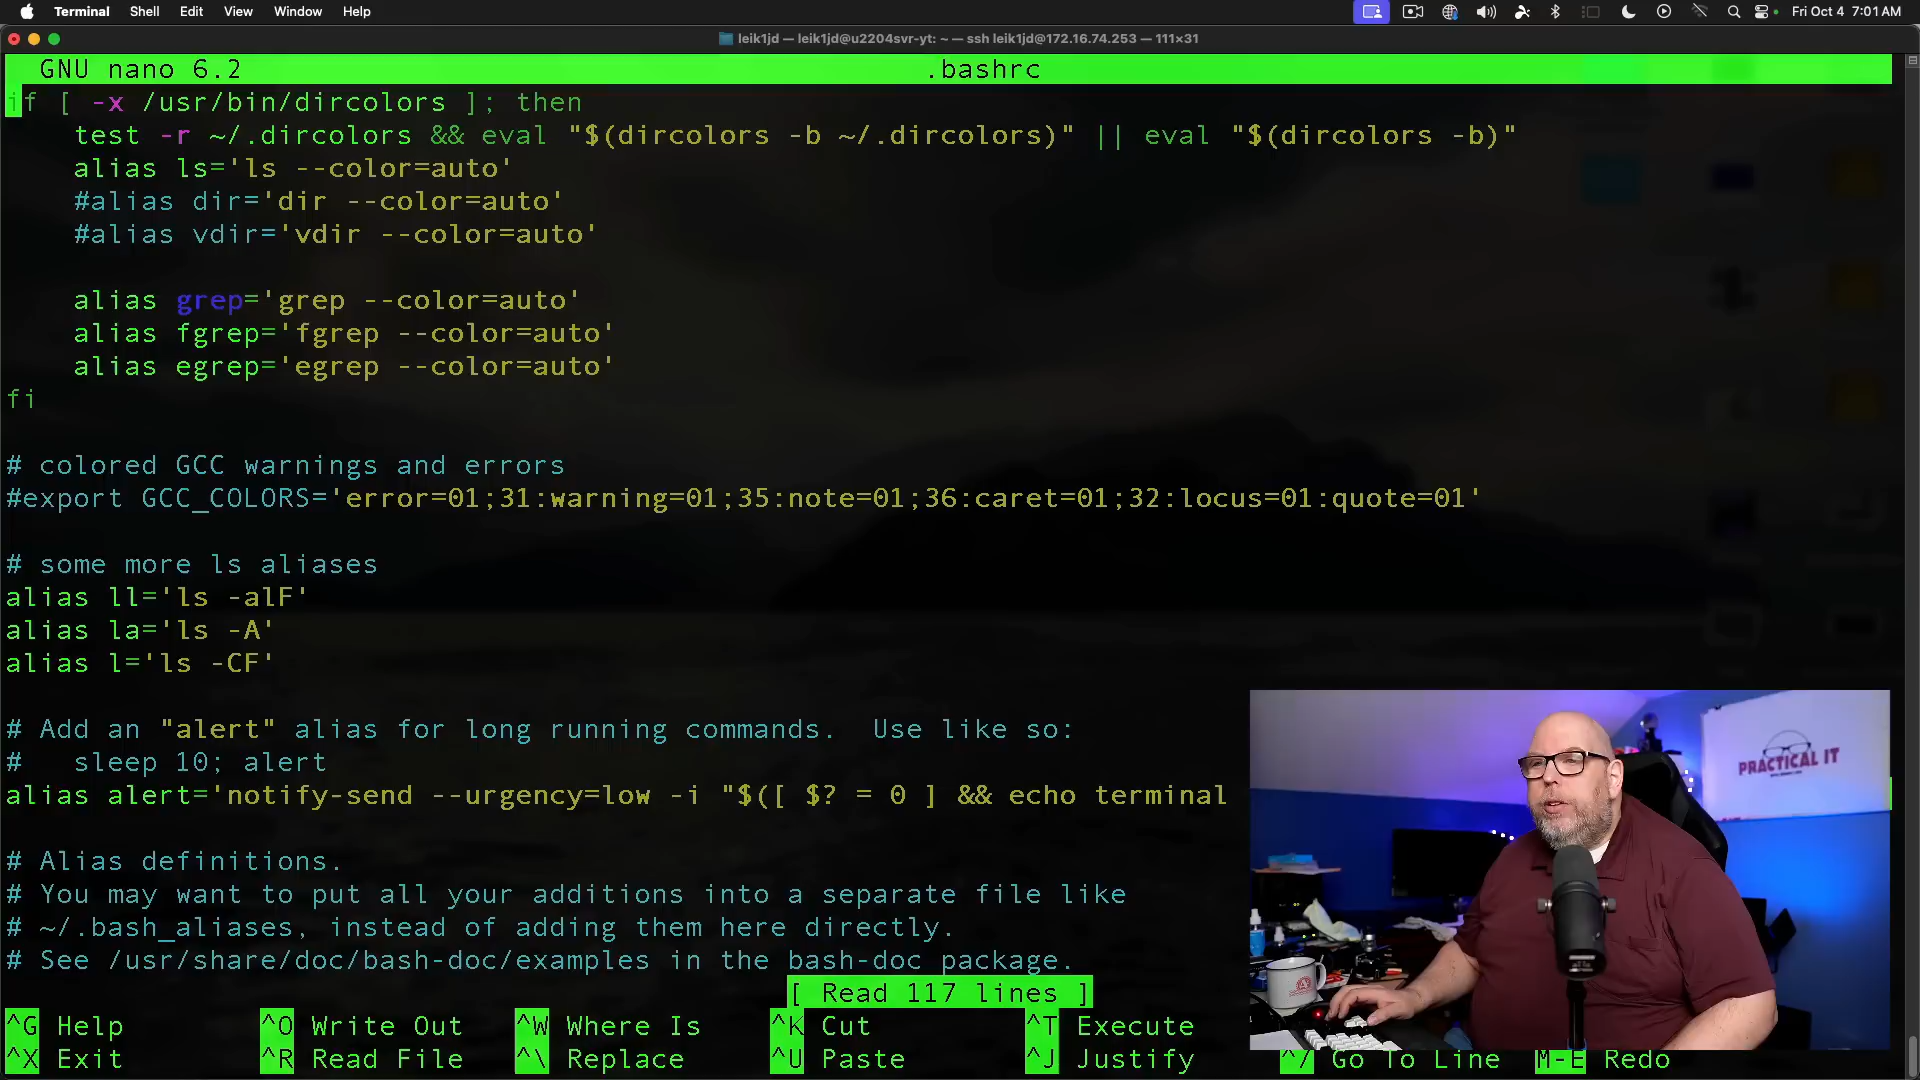 Terminal Shell Edit View Window Help Fri Oct 4 7:01 AM
leik1jd — leik1jd@u2204svr-yt: ~ — ssh leik1jd@172.16.74.253 — 111×31
GNU nano 6.2 .bashrc
if [ -x /usr/bin/dircolors ]; then
test -r ~/.dircolors && eval "$(dircolors -b ~/.dircolors)" || eval "$(dircolors -b)"
alias ls='ls --color=auto'
#alias dir='dir --color=auto'
#alias vdir='vdir --color=auto'
alias grep='grep --color=auto'
alias fgrep='fgrep --color=auto'
alias egrep='egrep --color=auto'
fi
# colored GCC warnings and errors
#export GCC_COLORS='error=01;31:warning=01;35:note=01;36:caret=01;32:locus=01:quote=01'
# some more ls aliases
alias ll='ls -alF'
alias la='ls -A'
alias l='ls -CF'
# Add an "alert" alias for long running commands.  Use like so:
#   sleep 10; alert
alias alert='notify-send --urgency=low -i "$([ $? = 0 ] && echo terminal
# Alias definitions.
# You may want to put all your additions into a separate file like
# ~/.bash_aliases, instead of adding them here directly.
# See /usr/share/doc/bash-doc/examples in the bash-doc package.
[ Read 117 lines ]
^G Help ^O Write Out ^W Where Is ^K Cut ^T Execute
^X Exit ^R Read File ^\ Replace ^U Paste ^J Justify ^/ Go To Line M-E Redo
PRACTICAL IT